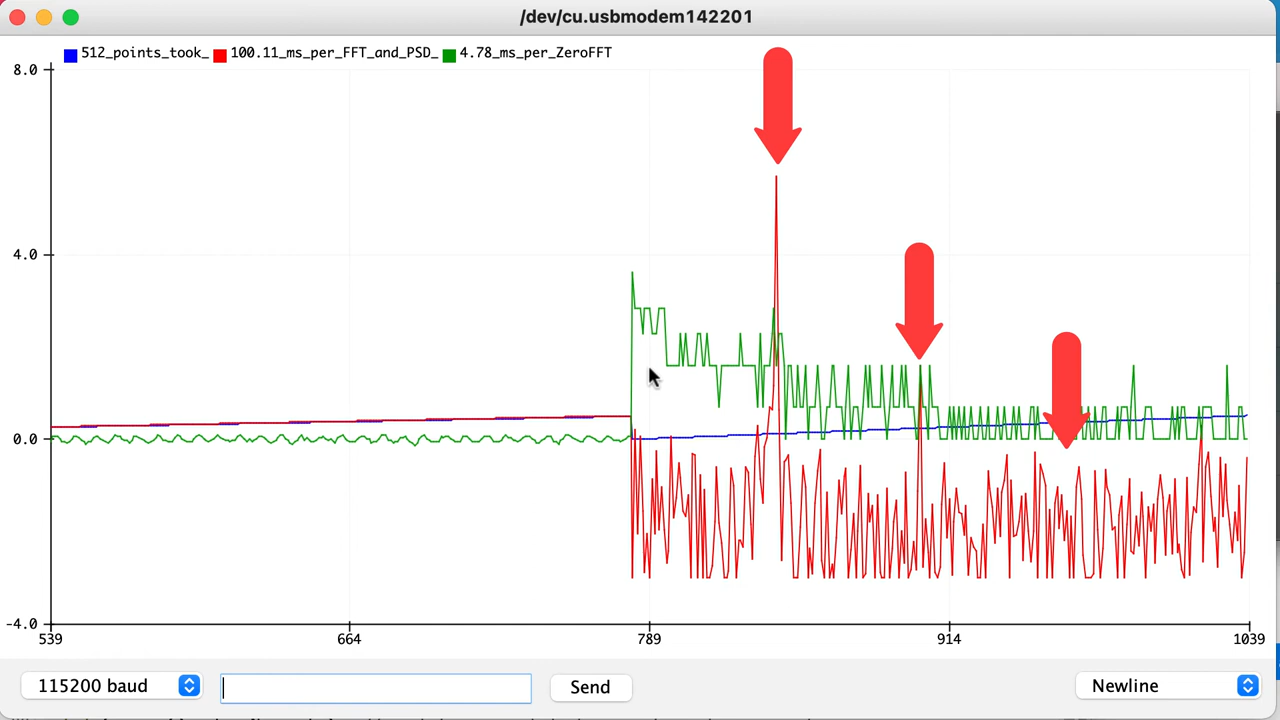 /dev/cu.usbmodem142201
512_points_took_ 100.11_ms_per_FFT_and_PSD_ 4.78_ms_per_ZeroFFT
8.0
4.0
0.0
-4.0
539 664 789 914 1039
115200 baud Send Newline